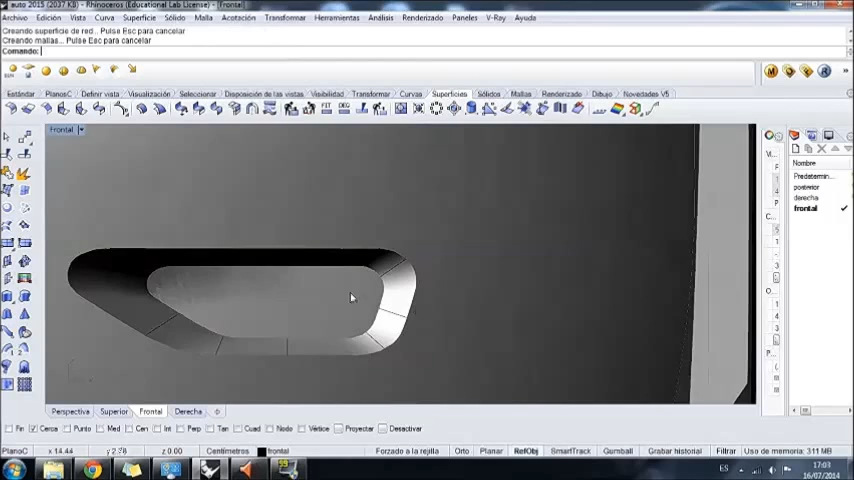 auto 2015 (2037 KB) - Rhinoceros (Educational Lab License) - [Frontal]
Archivo Edición Vista Curva Superficie Sólido Malla Acotación Transformar Herramientas Análisis Renderizado Paneles V-Ray Ayuda
Creando superficie de red... Pulse Esc para cancelar
Creando mallas... Pulse Esc para cancelar
Comando:
Estándar PlanosC Definir vista Visualización Seleccionar Disposición de las vistas Visibilidad Transformar Curvas Superficies Sólidos Mallas Renderizado Dibujo Novedades V5
Frontal
Nombre
Predetermin...
posterior
derecha
frontal
Perspectiva Superior Frontal Derecha
Fin Cerca Punto Med Cen Int Perp Tan Cuad Nodo Vértice Proyectar Desactivar
PlanoC x 14.44 y 2.78 z 0.00 Centímetros frontal Forzado a la rejilla Orto Planar RefObj SmartTrack Gumball Grabar historial Filtrar Uso de memoria: 311 MB
ES 17:03
16/07/2014